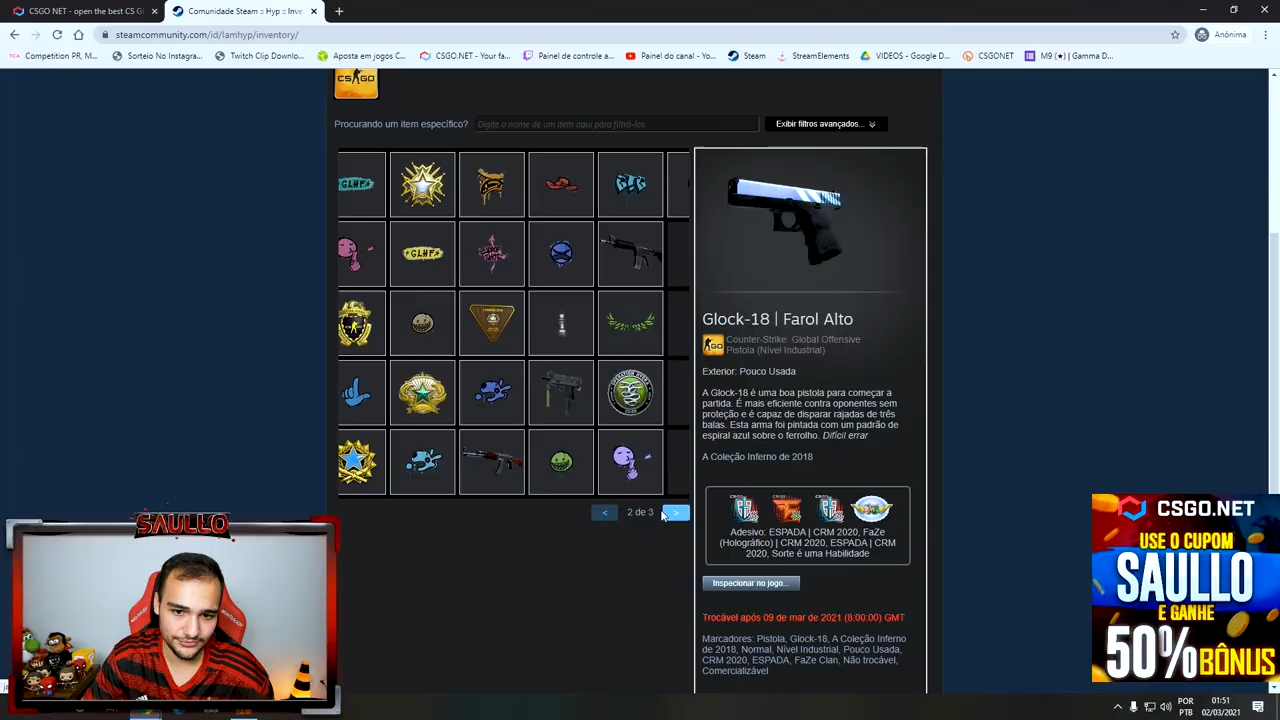 CSGO NET - open the best CS G
Comunidade Steam :: Hyp :: Inve
steamcommunity.com/id/Iamhyp/inventory/
Anónima
Competition PR, M...
Sorteio No Instagra...
Twitch Clip Downlo...
Aposta em jogos C...
CSGO.NET - Your fa...
Painel de controle a...
Painel do canal - Yo...
Steam
StreamElements
VIDEOS - Google D...
CSGONET
M9 (★) | Gamma D...
CS GO
Procurando um item específico?
Digite o nome de um item aqui para filtrá-los
Exibir filtros avançados...
GLHF
GLHF
< 2 de 3 >
Glock-18 | Farol Alto
Counter-Strike: Global Offensive
Pistola (Nível Industrial)
Exterior: Pouco Usada
A Glock-18 é uma boa pistola para começar a
partida. É mais eficiente contra oponentes sem
proteção e é capaz de disparar rajadas de três
balas. Esta arma foi pintada com um padrão de
espiral azul sobre o ferrolho. Difícil errar
A Coleção Inferno de 2018
Adesivo: ESPADA | CRM 2020, FaZe
(Holográfico) | CRM 2020, ESPADA | CRM
2020, Sorte é uma Habilidade
Inspecionar no jogo...
Trocável após 09 de mar de 2021 (8:00:00) GMT
Marcadores: Pistola, Glock-18, A Coleção Inferno
de 2018, Normal, Nível Industrial, Pouco Usada,
CRM 2020, ESPADA, FaZe Clan, Não trocável,
Comercializável
SAULLO
CSGO.NET
USE O CUPOM
SAULLO
E GANHE
50% BÔNUS
POR
PTB
01:51
02/03/2021